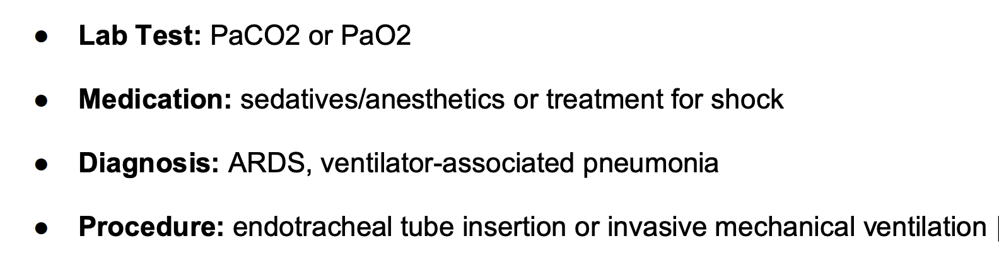 ● Lab Test: PaCO2 or PaO2
● Medication: sedatives/anesthetics or treatment for shock
● Diagnosis: ARDS, ventilator-associated pneumonia
● Procedure: endotracheal tube insertion or invasive mechanical ventilation